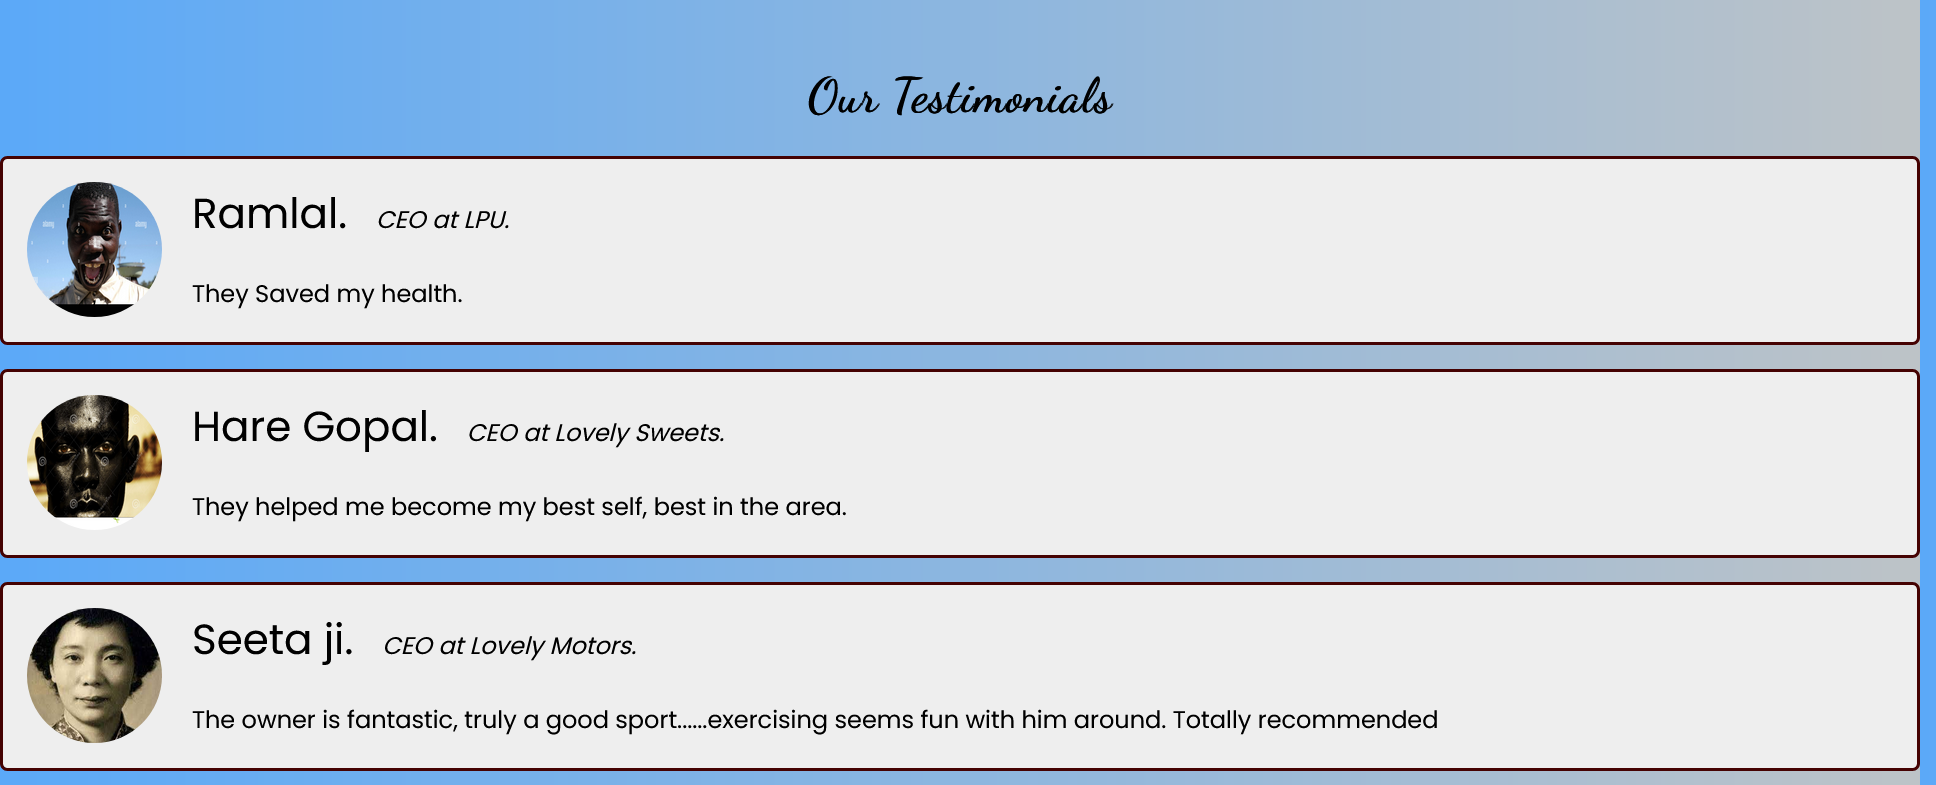 Our Testimonials
Ramlal. CEO at LPU.
They Saved my health.
Hare Gopal. CEO at Lovely Sweets.
They helped me become my best self, best in the area.
Seeta ji. CEO at Lovely Motors.
The owner is fantastic, truly a good sport......exercising seems fun with him around. Totally recommended